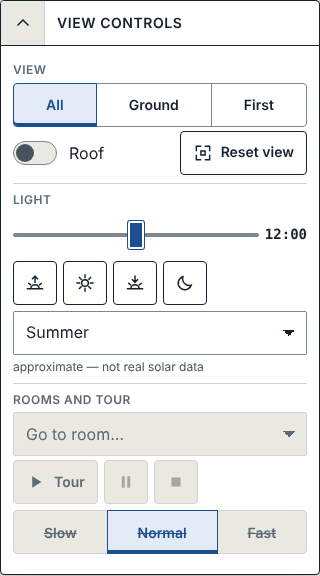 VIEW CONTROLS
VIEW
All Ground First
Roof Reset view
LIGHT
12:00
Summer
approximate — not real solar data
ROOMS AND TOUR
Go to room...
Tour
Slow Normal Fast